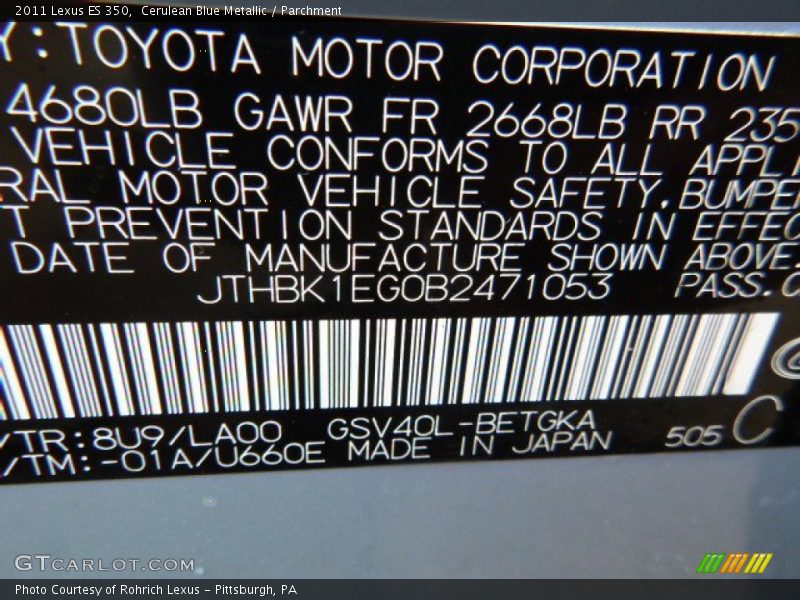 2011 Lexus ES 350,  Cerulean Blue Metallic / Parchment
Y:TOYOTA MOTOR CORPORATION
4680LB GAWR FR 2668LB RR 235
VEHICLE CONFORMS TO ALL APPLI
RAL MOTOR VEHICLE SAFETY, BUMPER
T PREVENTION STANDARDS IN EFFEC
DATE OF MANUFACTURE SHOWN ABOVE.
JTHBK1EG0B2471053 PASS.C
/TR:8U9/LA00 GSV40L-BETGKA
/TM:-01A/U660E MADE IN JAPAN 505 C
GTCARLOT.COM
Photo Courtesy of Rohrich Lexus – Pittsburgh, PA